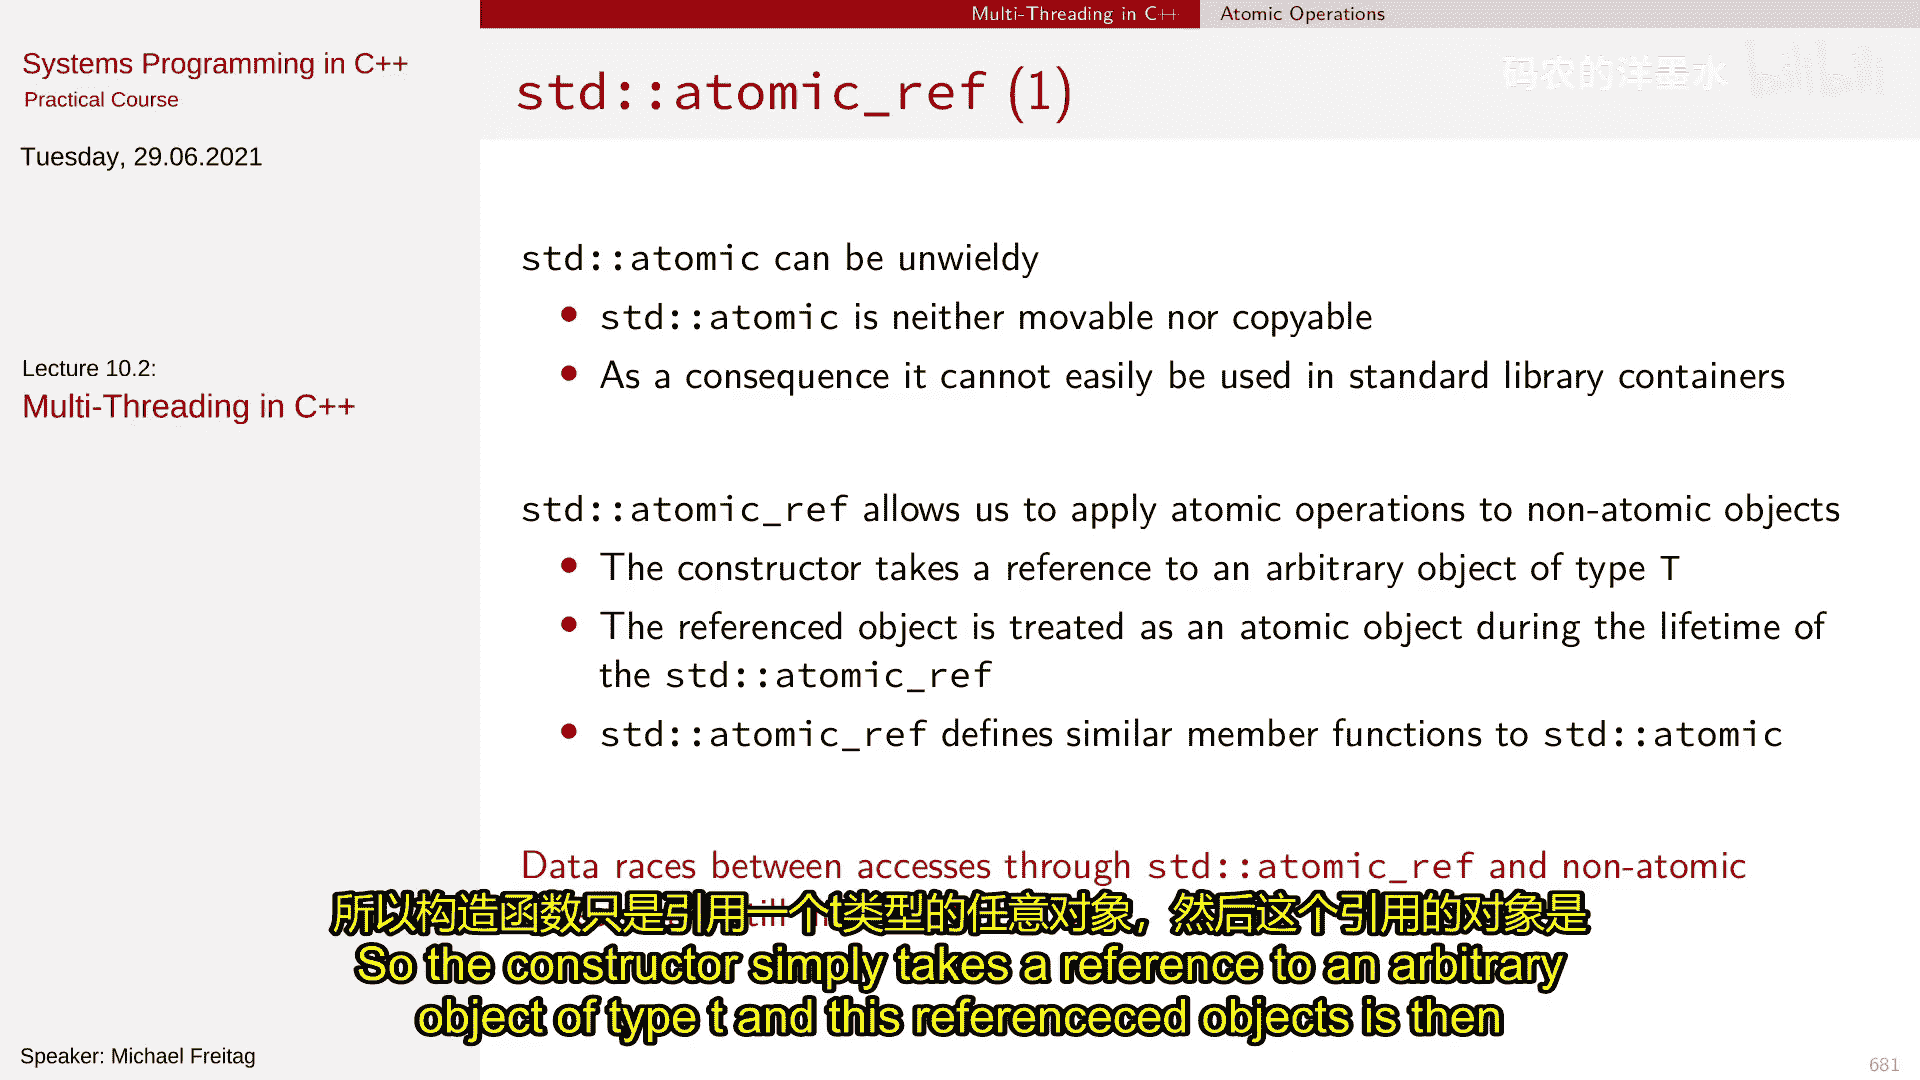 Multi-Threading in C++ Atomic Operations
Systems Programming in C++
Practical Course
Tuesday, 29.06.2021
Lecture 10.2:
Multi-Threading in C++
Speaker: Michael Freitag
std::atomic_ref (1)
码农的洋墨水 bilibili
std::atomic can be unwieldy
• std::atomic is neither movable nor copyable
• As a consequence it cannot easily be used in standard library containers
std::atomic_ref allows us to apply atomic operations to non-atomic objects
• The constructor takes a reference to an arbitrary object of type T
• The referenced object is treated as an atomic object during the lifetime of
the std::atomic_ref
• std::atomic_ref defines similar member functions to std::atomic
Data races between accesses through std::atomic_ref and non-atomic
所以构造函数只是引用一个t类型的任意对象，然后这个引用的对象是
So the constructor simply takes a reference to an arbitrary
object of type t and this referenceced objects is then
681